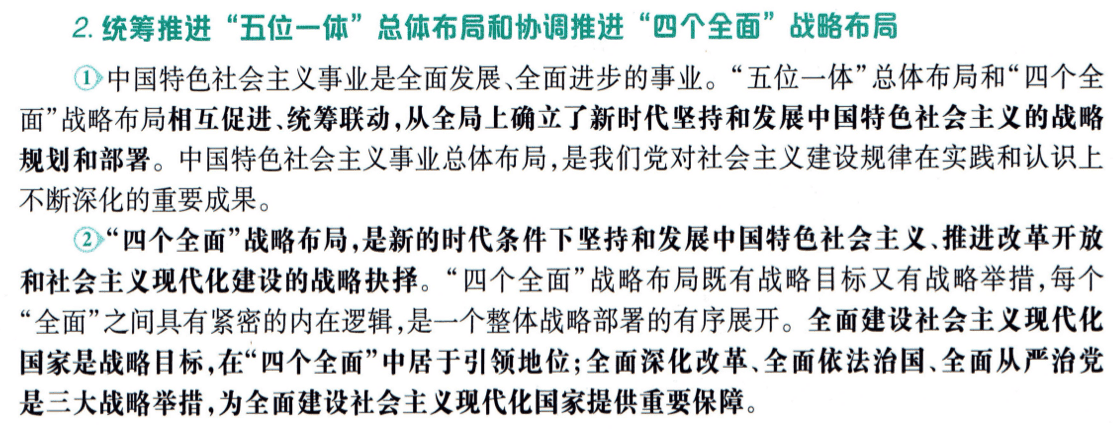 2. 统筹推进“五位一体”总体布局和协调推进“四个全面”战略布局
①中国特色社会主义事业是全面发展、全面进步的事业。“五位一体”总体布局和“四个全
面”战略布局相互促进、统筹联动,从全局上确立了新时代坚持和发展中国特色社会主义的战略
规划和部署。中国特色社会主义事业总体布局,是我们党对社会主义建设规律在实践和认识上
不断深化的重要成果。
②“四个全面”战略布局,是新的时代条件下坚持和发展中国特色社会主义、推进改革开放
和社会主义现代化建设的战略抉择。“四个全面”战略布局既有战略目标又有战略举措,每个
“全面”之间具有紧密的内在逻辑,是一个整体战略部署的有序展开。全面建设社会主义现代化
国家是战略目标,在“四个全面”中居于引领地位;全面深化改革、全面依法治国、全面从严治党
是三大战略举措,为全面建设社会主义现代化国家提供重要保障。